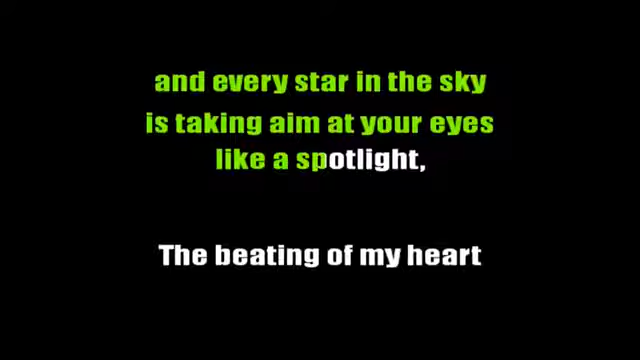 and every star in the sky
is taking aim at your eyes
like a spotlight,
The beating of my heart